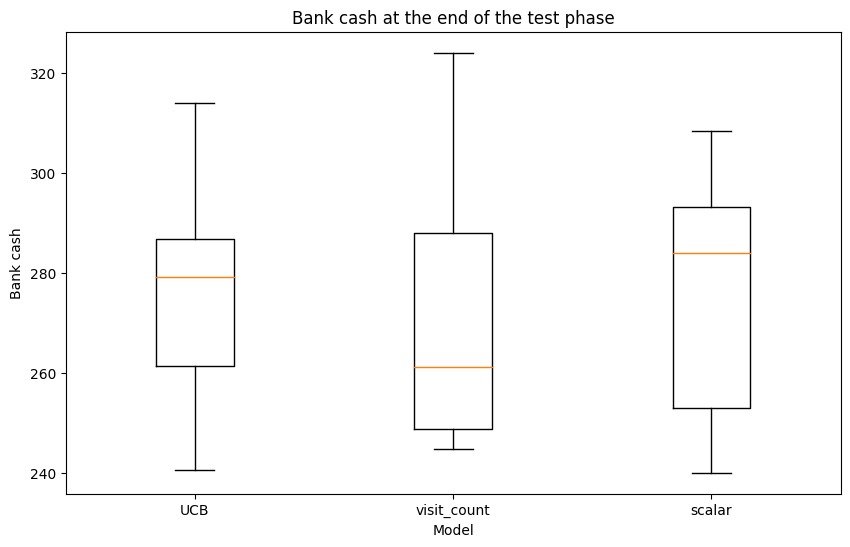 Bank cash at the end of the test phase
320
300
280
260
240
Bank cash
UCB
visit_count
scalar
Model